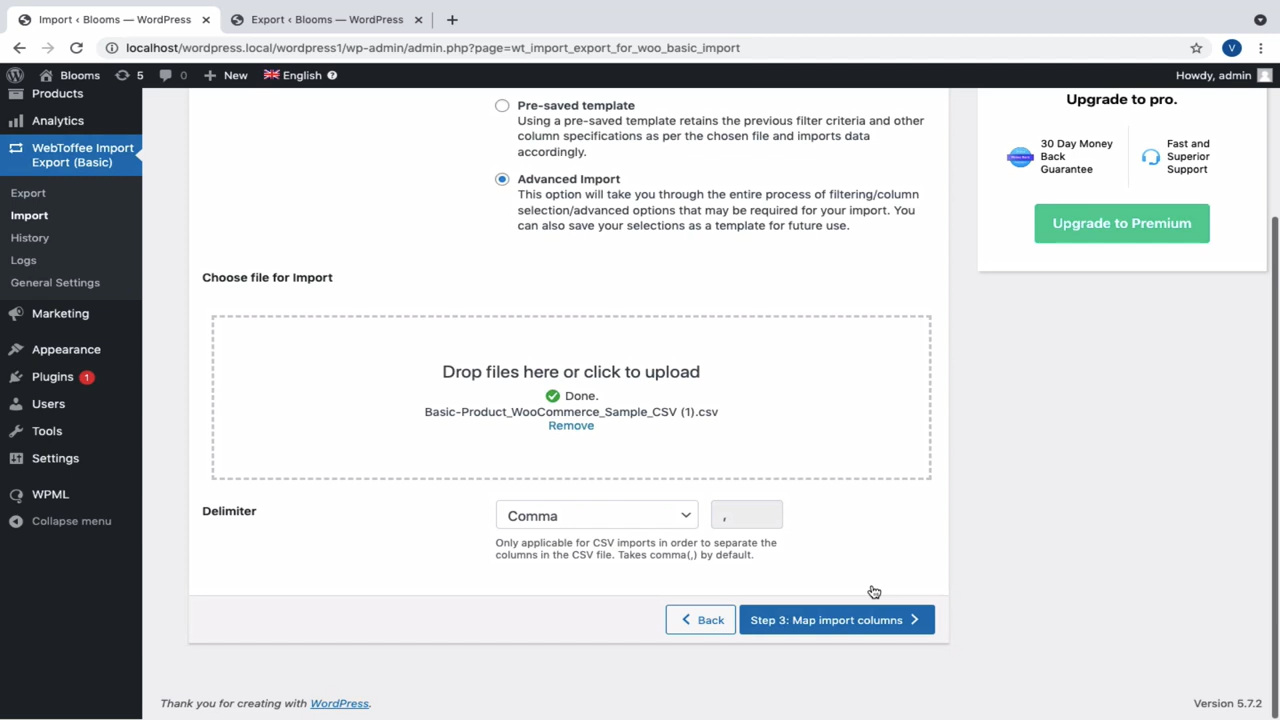 Import ‹ Blooms — WordPress
Export ‹ Blooms — WordPress
localhost/wordpress.local/wordpress1/wp-admin/admin.php?page=wt_import_export_for_woo_basic_import
V
Blooms
5
0
New
English
Howdy, admin
Products
Analytics
WebToffee Import
Export (Basic)
Export
Import
History
Logs
General Settings
Marketing
Appearance
Plugins 1
Users
Tools
Settings
WPML
Collapse menu
Pre-saved template
Using a pre-saved template retains the previous filter criteria and other
column specifications as per the chosen file and imports data
accordingly.
Advanced Import
This option will take you through the entire process of filtering/column
selection/advanced options that may be required for your import. You
can also save your selections as a template for future use.
Choose file for Import
Drop files here or click to upload
Done.
Basic-Product_WooCommerce_Sample_CSV (1).csv
Remove
Delimiter
Comma
,
Only applicable for CSV imports in order to separate the
columns in the CSV file. Takes comma(,) by default.
Back
Step 3: Map import columns
Upgrade to pro.
30 Day Money
Back
Guarantee
Fast and
Superior
Support
Upgrade to Premium
Thank you for creating with WordPress.
Version 5.7.2